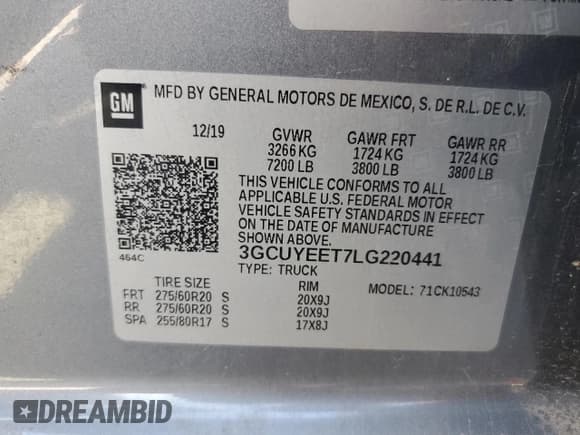 GM
MFD BY GENERAL MOTORS DE MEXICO, S. DE R.L. DE C.V.
12/19 GVWR GAWR FRT GAWR RR
3266 KG 1724 KG 1724 KG
7200 LB 3800 LB 3800 LB
THIS VEHICLE CONFORMS TO ALL
APPLICABLE U.S. FEDERAL MOTOR
VEHICLE SAFETY STANDARDS IN EFFECT
ON THE DATE OF MANUFACTURE
SHOWN ABOVE.
464C
3GCUYEET7LG220441
TYPE: TRUCK
MODEL: 71CK10543
TIRE SIZE RIM
FRT 275/60R20 S 20X9J
RR 275/60R20 S 20X9J
SPA 255/80R17 S 17X8J
DREAMBID